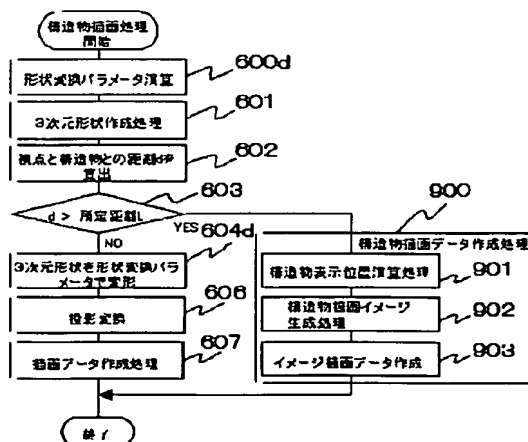 構造物描画処理
開始
600d
形状変換パラメータ演算
601
3次元形状作成処理
602
視点と構造物との距離dを
算出
603
d > 所定距離L
YES
NO
604d
3次元形状を形状変換パラ
メータで変形
606
投影変換
607
描画データ作成処理
900
構造物描画データ作成処理
901
構造物表示位置演算処理
902
構造物描画イメージ
生成処理
903
イメージ描画データ作成
終了